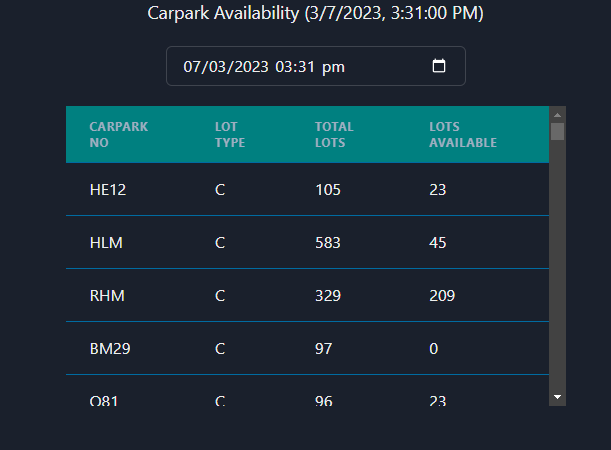 Carpark Availability (3/7/2023, 3:31:00 PM)
07/03/2023 03:31 pm
CARPARK NO LOT TYPE TOTAL LOTS LOTS AVAILABLE
HE12 C 105 23
HLM C 583 45
RHM C 329 209
BM29 C 97 0
Q81 C 96 23